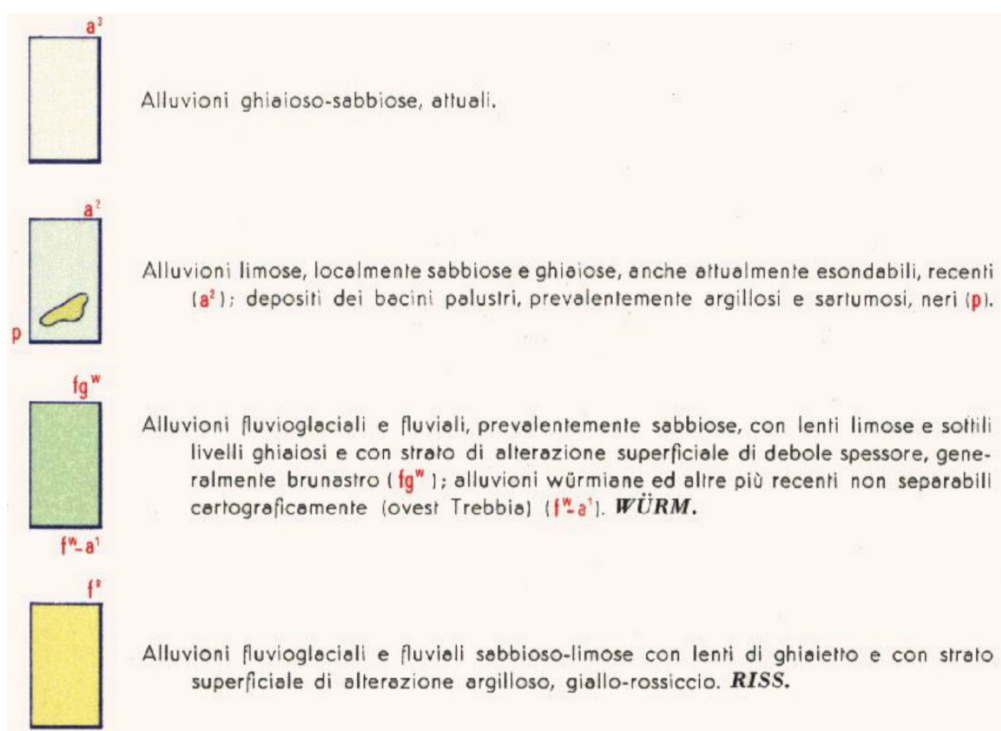 a³
Alluvioni ghiaioso-sabbiose, attuali.
a²
Alluvioni limose, localmente sabbiose e ghiaiose, anche attualmente esondabili, recenti
(a²); depositi dei bacini palustri, prevalentemente argillosi e sartumosi, neri (p).
p
fgᵂ
Alluvioni fluvioglaciali e fluviali, prevalentemente sabbiose, con lenti limose e sottili
livelli ghiaiosi e con strato di alterazione superficiale di debole spessore, gene-
ralmente brunastro (fgᵂ); alluvioni würmiane ed altre più recenti non separabili
cartograficamente (ovest Trebbia) (fᵂ-a¹). WÜRM.
fᵂ-a¹
fᴿ
Alluvioni fluvioglaciali e fluviali sabbioso-limose con lenti di ghiaietto e con strato
superficiale di alterazione argilloso, giallo-rossiccio. RISS.